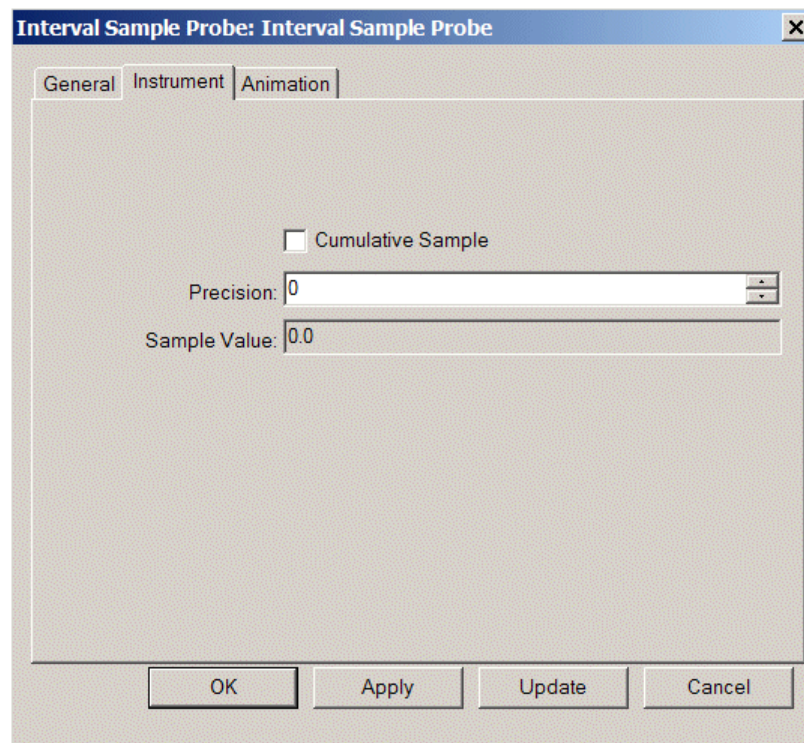 Interval Sample Probe: Interval Sample Probe
General Instrument Animation
Cumulative Sample
Precision: 0
Sample Value: 0.0
OK Apply Update Cancel